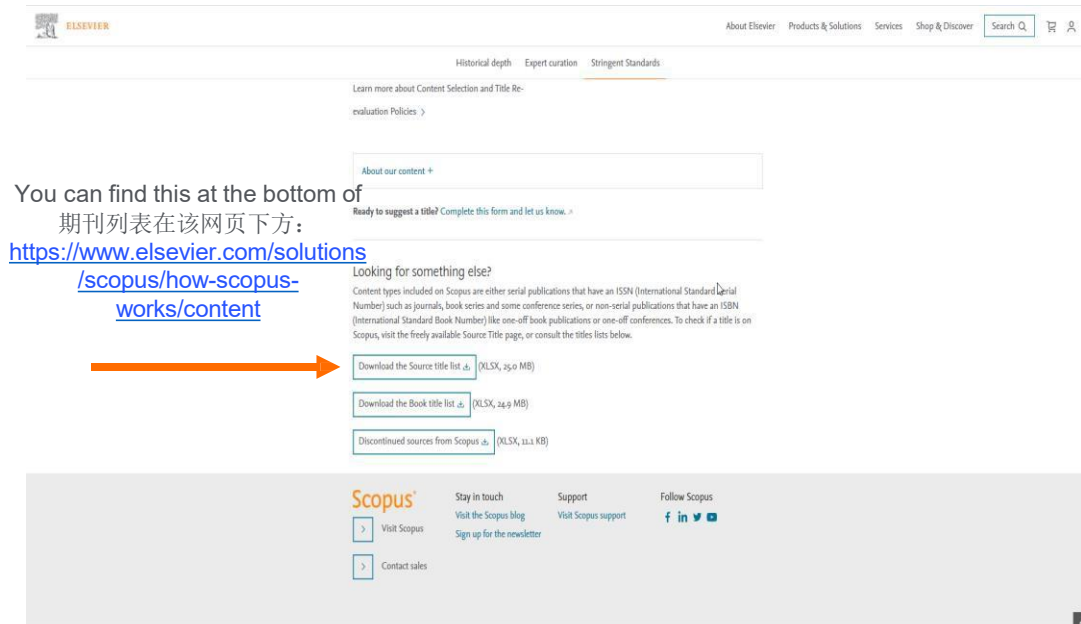 ELSEVIER
About Elsevier Products & Solutions Services Shop & Discover Search
Historical depth Expert curation Stringent Standards
Learn more about Content Selection and Title Re-
evaluation Policies >
About our content +
You can find this at the bottom of
期刊列表在该网页下方：
https://www.elsevier.com/solutions
/scopus/how-scopus-
works/content
Ready to suggest a title? Complete this form and let us know.
Looking for something else?
Content types included on Scopus are either serial publications that have an ISSN (International Standard Serial
Number) such as journals, book series and some conference series, or non-serial publications that have an ISBN
(International Standard Book Number) like one-off book publications or one-off conferences. To check if a title is on
Scopus, visit the freely available Source Title page, or consult the titles lists below.
Download the Source title list (XLSX, 25.0 MB)
Download the Book title list (XLSX, 24.9 MB)
Discontinued sources from Scopus (XLSX, 11.1 KB)
Scopus®
Visit Scopus
Contact sales
Stay in touch
Visit the Scopus blog
Sign up for the newsletter
Support
Visit Scopus support
Follow Scopus